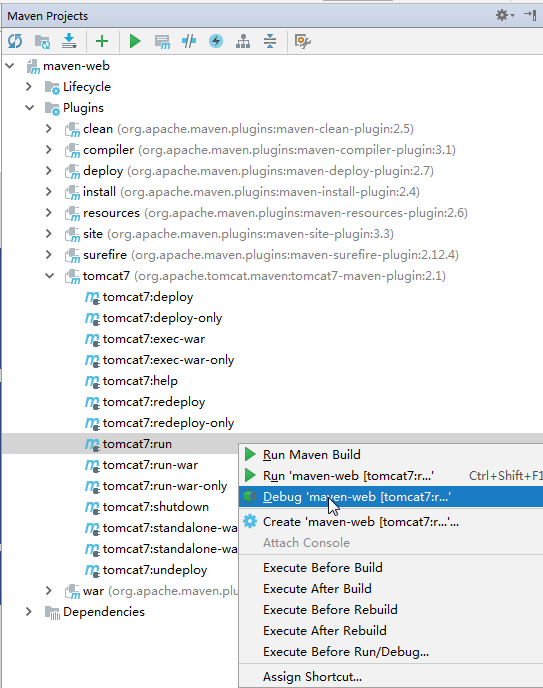 Maven Projects
maven-web
Lifecycle
Plugins
clean (org.apache.maven.plugins:maven-clean-plugin:2.5)
compiler (org.apache.maven.plugins:maven-compiler-plugin:3.1)
deploy (org.apache.maven.plugins:maven-deploy-plugin:2.7)
install (org.apache.maven.plugins:maven-install-plugin:2.4)
resources (org.apache.maven.plugins:maven-resources-plugin:2.6)
site (org.apache.maven.plugins:maven-site-plugin:3.3)
surefire (org.apache.maven.plugins:maven-surefire-plugin:2.12.4)
tomcat7 (org.apache.tomcat.maven:tomcat7-maven-plugin:2.1)
tomcat7:deploy
tomcat7:deploy-only
tomcat7:exec-war
tomcat7:exec-war-only
tomcat7:help
tomcat7:redeploy
tomcat7:redeploy-only
tomcat7:run
tomcat7:run-war
tomcat7:run-war-only
tomcat7:shutdown
tomcat7:standalone-wa
tomcat7:standalone-wa
tomcat7:undeploy
war (org.apache.maven.plu
Dependencies
Run Maven Build
Run 'maven-web [tomcat7:r...' Ctrl+Shift+F1
Debug 'maven-web [tomcat7:r...'
Create 'maven-web [tomcat7:r...'...
Attach Console
Execute Before Build
Execute After Build
Execute Before Rebuild
Execute After Rebuild
Execute Before Run/Debug...
Assign Shortcut...